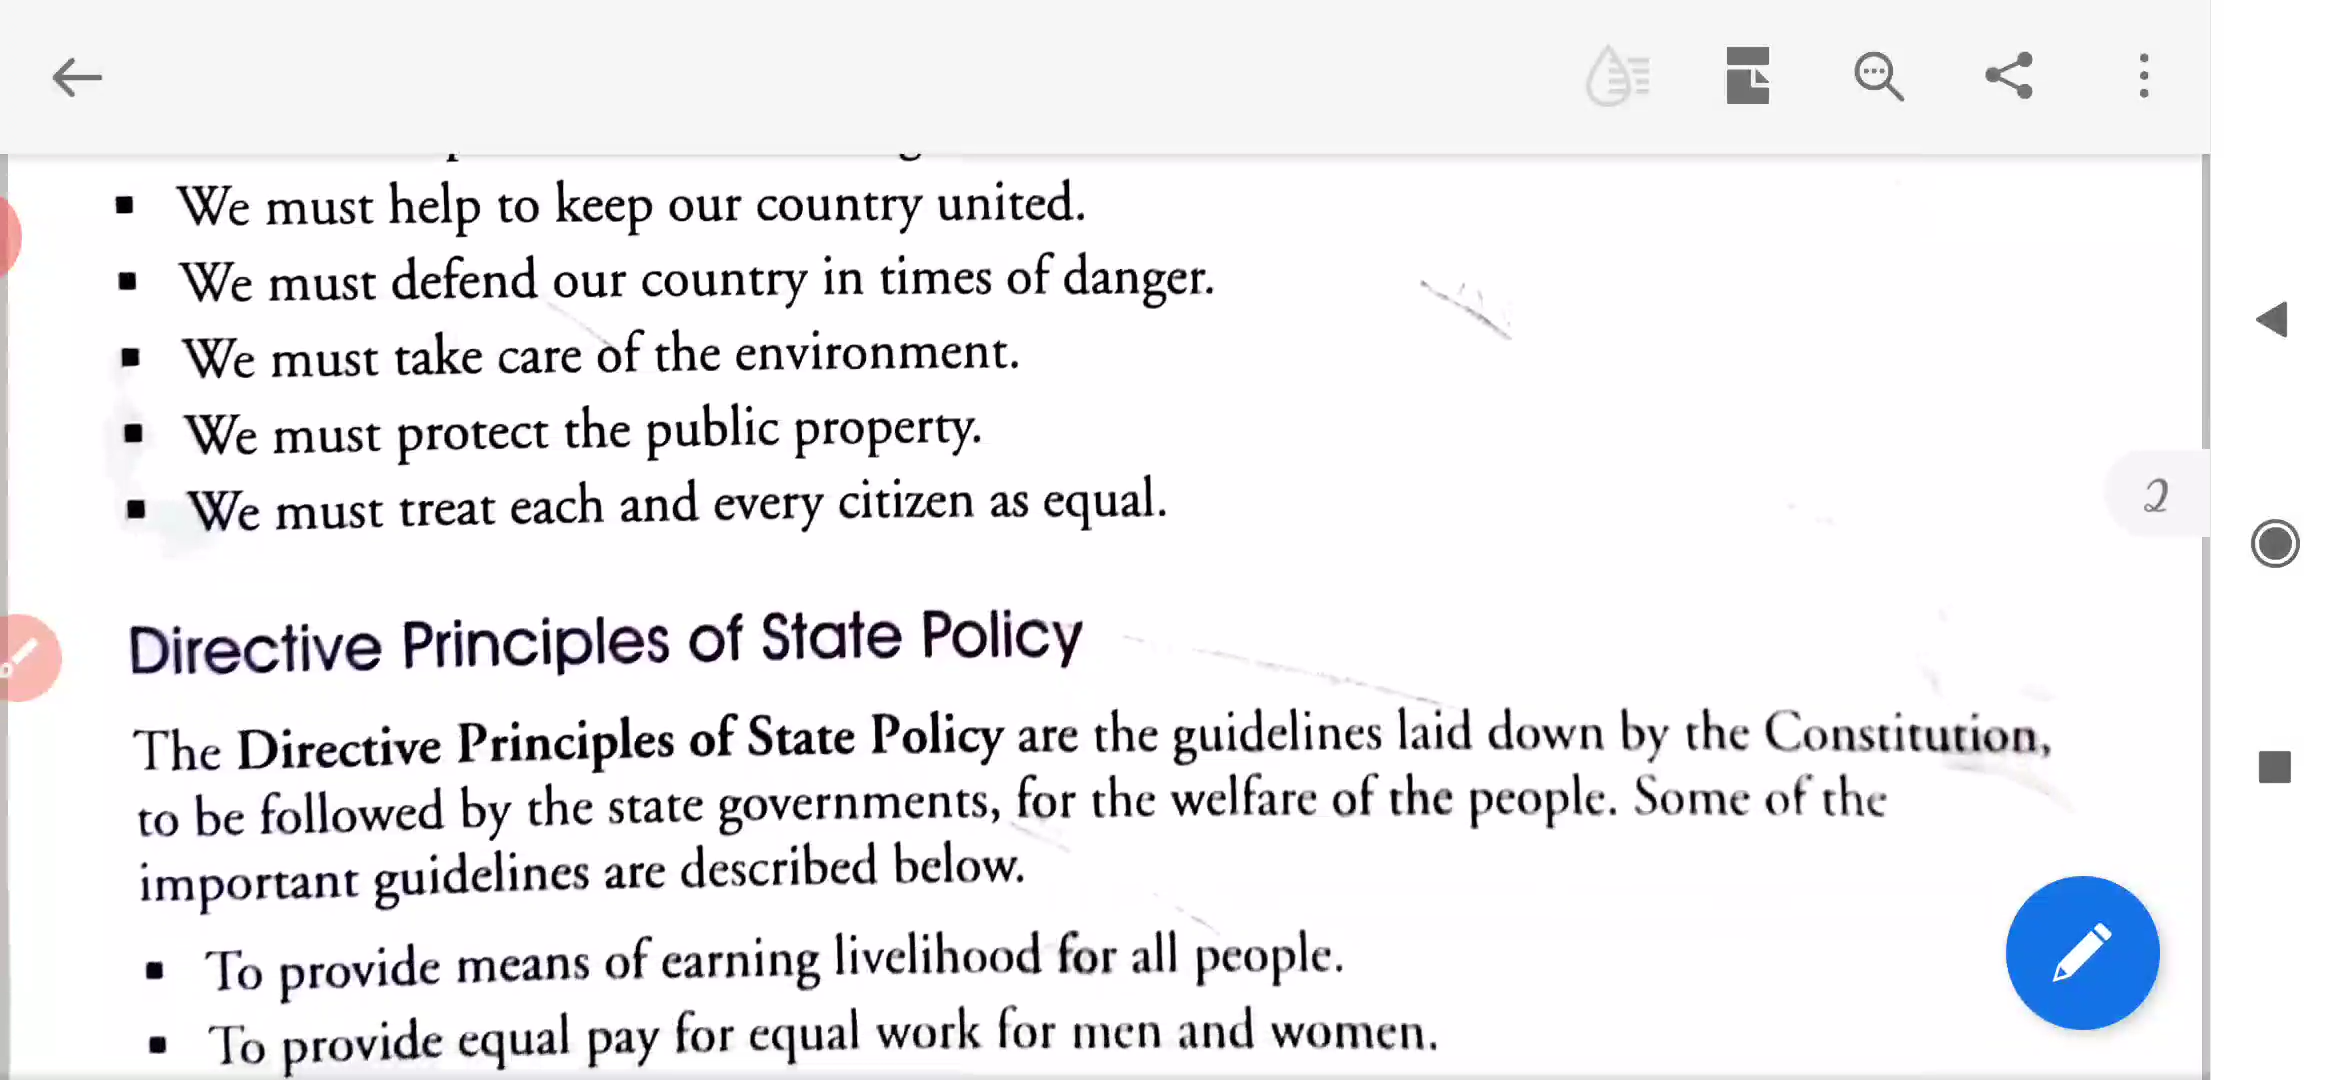 ▪ We must help to keep our country united.
▪ We must defend our country in times of danger.
▪ We must take care of the environment.
▪ We must protect the public property.
▪ We must treat each and every citizen as equal.
2
Directive Principles of State Policy
The Directive Principles of State Policy are the guidelines laid down by the Constitution,
to be followed by the state governments, for the welfare of the people. Some of the
important guidelines are described below.
▪ To provide means of earning livelihood for all people.
▪ To provide equal pay for equal work for men and women.